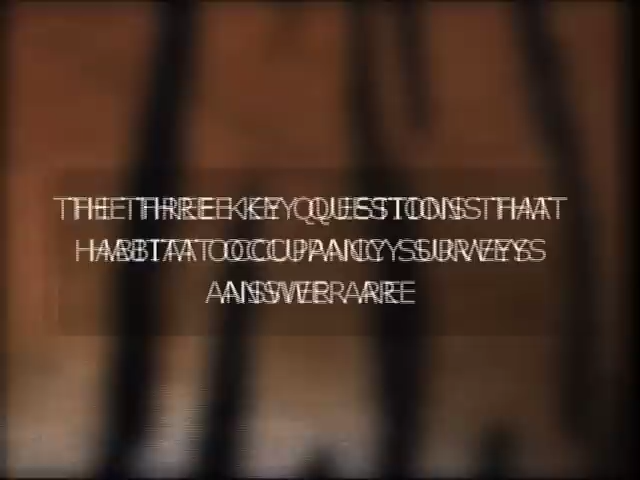 THE THREE KEY QUESTIONS THAT
HABITAT OCCUPANCY SURVEYS
ANSWER ARE